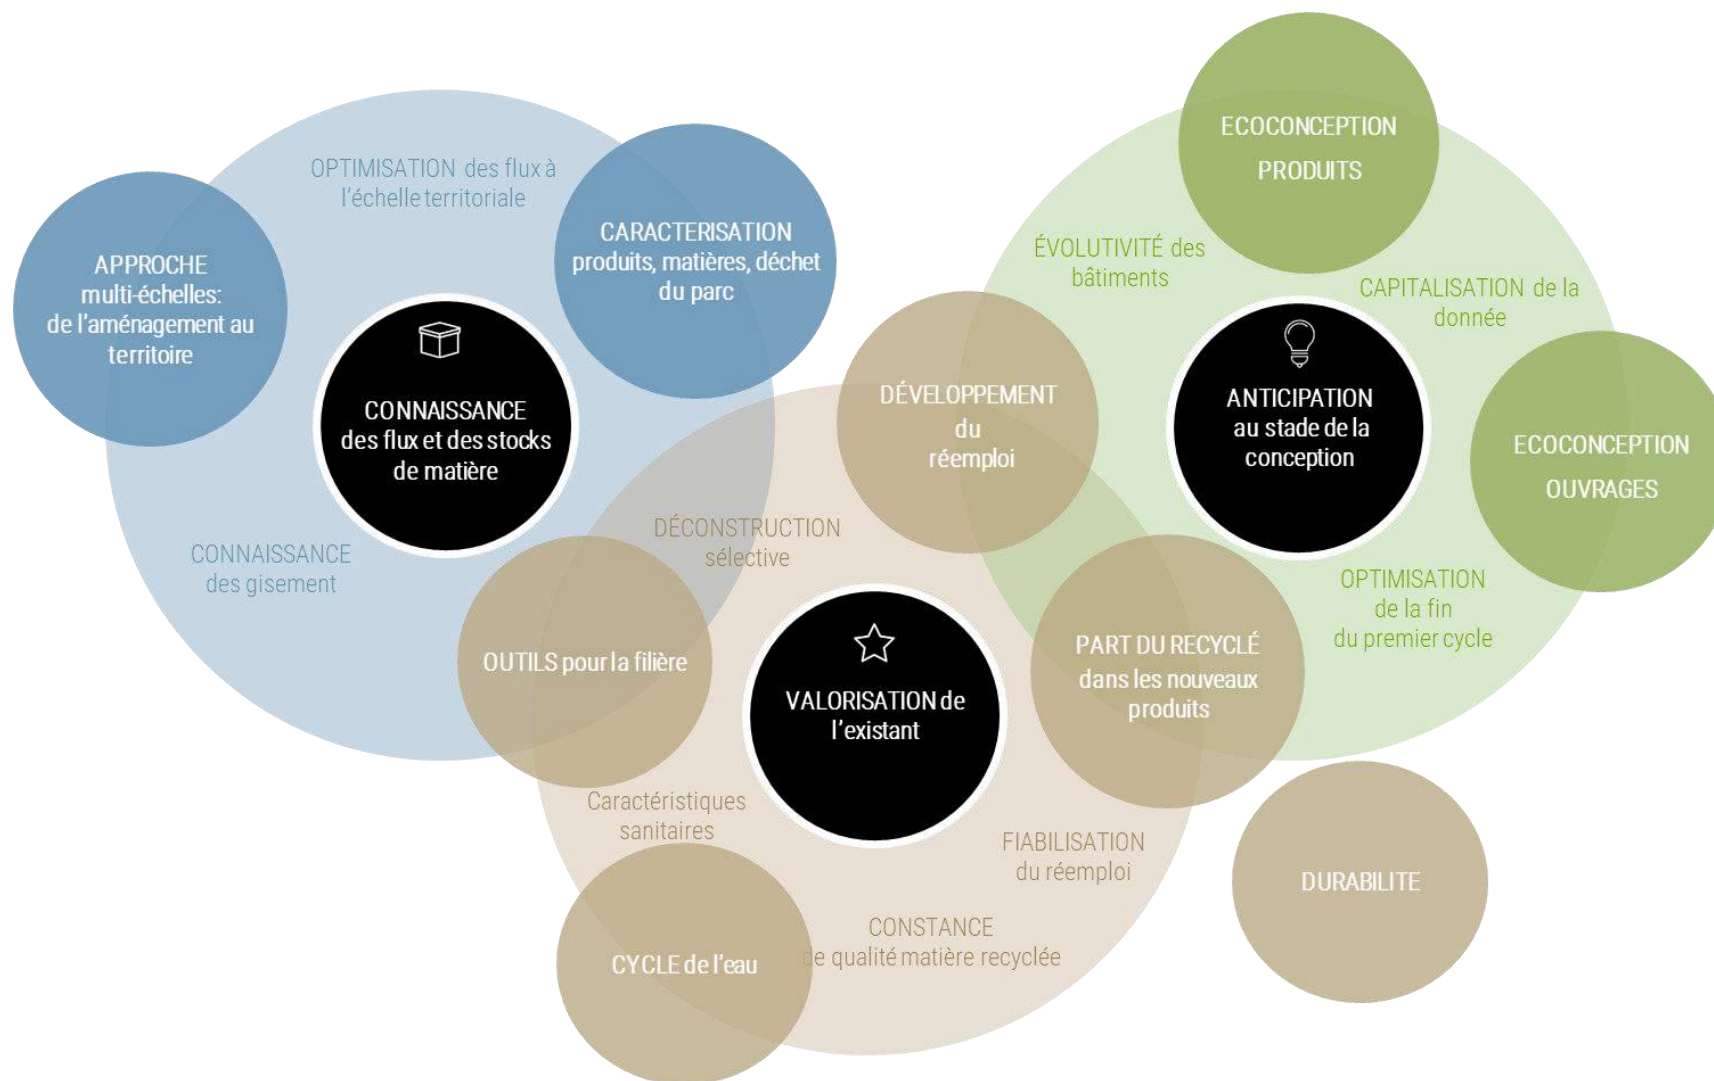 OPTIMISATION des flux à
l'échelle territoriale
APPROCHE
multi-échelles:
de l'aménagement au
territoire
CARACTERISATION
produits, matières, déchet
du parc
CONNAISSANCE
des flux et des stocks
de matière
CONNAISSANCE
des gisement
OUTILS pour la filière
DÉCONSTRUCTION
sélective
DÉVELOPPEMENT
du
réemploi
VALORISATION de
l'existant
PART DU RECYCLÉ
dans les nouveaux
produits
Caractéristiques
sanitaires
FIABILISATION
du réemploi
CONSTANCE
de qualité matière recyclée
CYCLE de l'eau
DURABILITE
ECOCONCEPTION
PRODUITS
ÉVOLUTIVITÉ des
bâtiments
CAPITALISATION de la
donnée
ANTICIPATION
au stade de la
conception
ECOCONCEPTION
OUVRAGES
OPTIMISATION
de la fin
du premier cycle